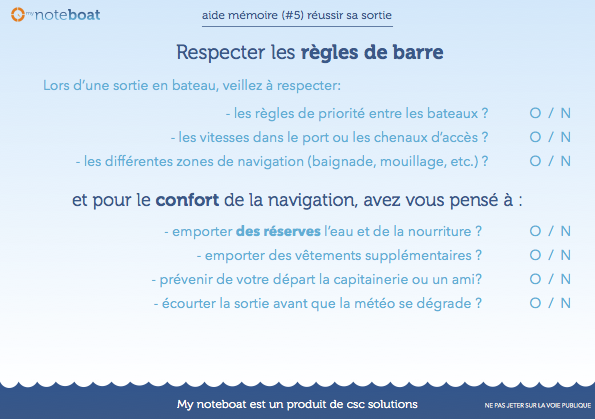 my noteboat
aide mémoire (#5) réussir sa sortie
Respecter les règles de barre
Lors d'une sortie en bateau, veillez à respecter:
- les règles de priorité entre les bateaux ? O / N
- les vitesses dans le port ou les chenaux d'accès ? O / N
- les différentes zones de navigation (baignade, mouillage, etc.) ? O / N
et pour le confort de la navigation, avez vous pensé à :
- emporter des réserves l'eau et de la nourriture ? O / N
- emporter des vêtements supplémentaires ? O / N
- prévenir de votre départ la capitainerie ou un ami? O / N
- écourter la sortie avant que la météo se dégrade ? O / N
My noteboat est un produit de csc solutions
NE PAS JETER SUR LA VOIE PUBLIQUE